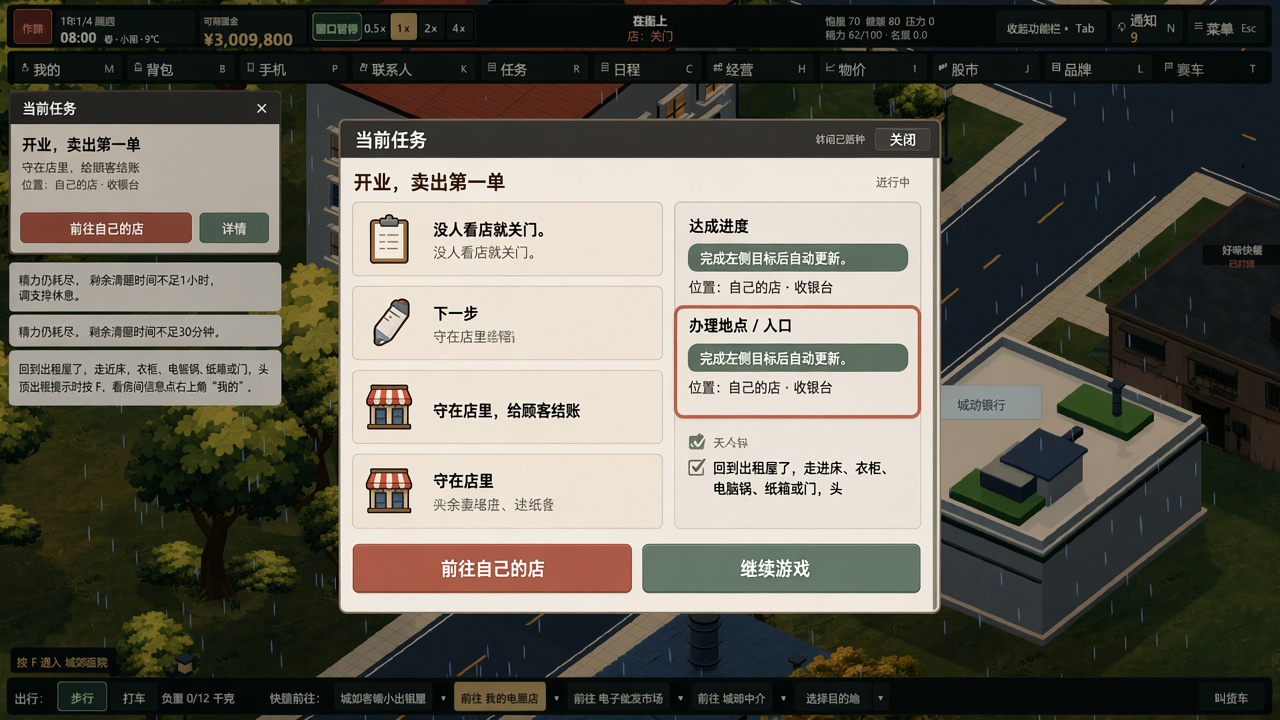 作
1年1/4
08:00
小雨·9°C
¥3,009,800
窗口暂停
0.5x
1x
2x
4x
在街上
店：关门
饱腹 70 健康 80 压力 0
精力 62/100 · 名 0.0
收起功能栏 · Tab
通知
9
N
菜单 Esc
我的 M
背包 B
手机 P
联系人 K
任务 R
日程 C
经营 H
物价 1
股市 J
品牌 L
赛车 T
当前任务
开业，卖出第一单
守在店里、给顾客结账
位置：自己的店 · 收银台
前往自己的店
详情
精力仍耗尽， 剩余清醒时间不足1小时，
调支排休息。
精力仍耗尽， 剩余清醒时间不足30分钟。
回到出租屋了，走近床，衣柜、纸箱或门，头
顶出现提示时按 F，看房间信息点右上角“我的”．
当前任务
关闭
开业，卖出第一单
进行中
没人看店就关门。
没人看店就关门。
下一步
守在店里
守在店里，给顾客结账
守在店里
达成进度
完成左侧目标后自动更新。
位置：自己的店 · 收银台
办理地点 / 入口
完成左侧目标后自动更新。
位置：自己的店 · 收银台
回到出租屋了，走进床、衣柜、
电脑锅、纸箱或门，头
前往自己的店
继续游戏
好味快餐
银行
按 F 进入 医院
出行：
步行
打车
负重 0/12 千克
快速前往：
前往 我的电 店
前往 电子批发市场
前往 中介
选择目的
叫货车